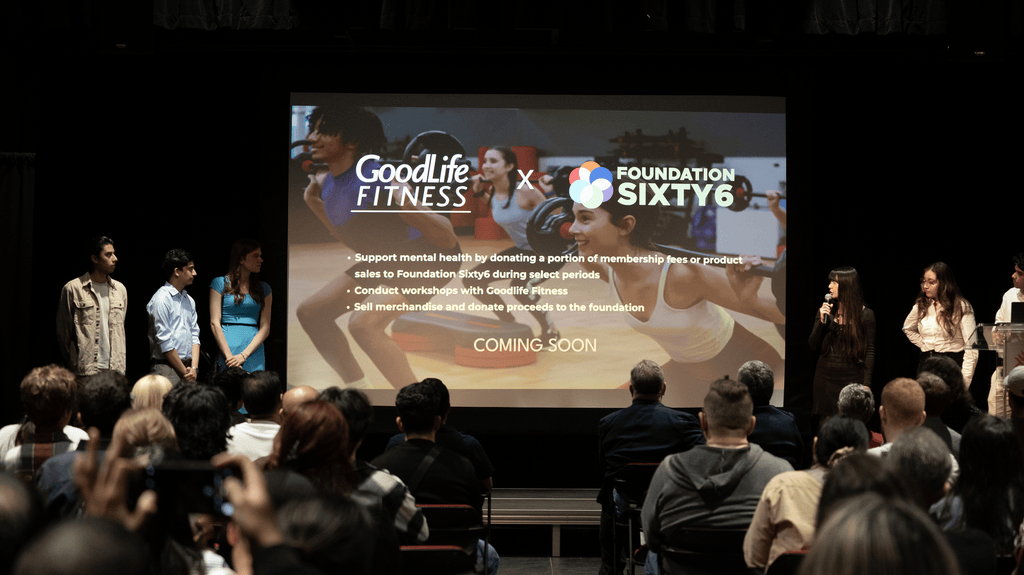 GOODLIFE
FITNESS
X
FOUNDATION
SIXTY6
• Support mental health by donating a portion of membership fees or product
sales to Foundation Sixty6 during select periods
• Conduct workshops with Goodlife Fitness
• Sell merchandise and donate proceeds to the foundation
COMING SOON